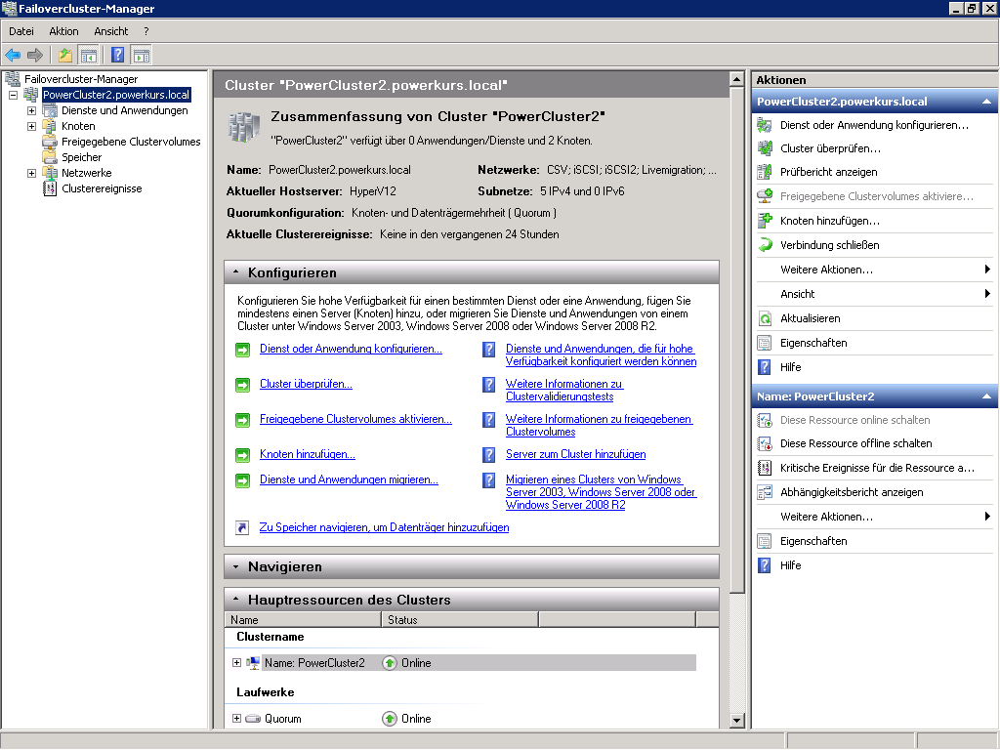 Failovercluster-Manager
Datei Aktion Ansicht ?
Failovercluster-Manager
PowerCluster2.powerkurs.local
Dienste und Anwendungen
Knoten
Freigegebene Clustervolumes
Speicher
Netzwerke
Clusterereignisse
Cluster "PowerCluster2.powerkurs.local"
Zusammenfassung von Cluster "PowerCluster2"
"PowerCluster2" verfügt über 0 Anwendungen/Dienste und 2 Knoten.
Name: PowerCluster2.powerkurs.local
Netzwerke: CSV; iSCSI; iSCSI2; Livemigration; ...
Aktueller Hostserver: HyperV12
Subnetze: 5 IPv4 und 0 IPv6
Quorumkonfiguration: Knoten- und Datenträgermehrheit ( Quorum )
Aktuelle Clusterereignisse: Keine in den vergangenen 24 Stunden
Konfigurieren
Konfigurieren Sie hohe Verfügbarkeit für einen bestimmten Dienst oder eine Anwendung, fügen Sie
mindestens einen Server (Knoten) hinzu, oder migrieren Sie Dienste und Anwendungen von einem
Cluster unter Windows Server 2003, Windows Server 2008 oder Windows Server 2008 R2.
Dienst oder Anwendung konfigurieren...
Dienste und Anwendungen, die für hohe
Verfügbarkeit konfiguriert werden können
Cluster überprüfen...
Weitere Informationen zu
Clustervalidierungstests
Freigegebene Clustervolumes aktivieren...
Weitere Informationen zu freigegebenen
Clustervolumes
Knoten hinzufügen...
Server zum Cluster hinzufügen
Dienste und Anwendungen migrieren...
Migrieren eines Clusters von Windows
Server 2003, Windows Server 2008 oder
Windows Server 2008 R2
Zu Speicher navigieren, um Datenträger hinzuzufügen
Navigieren
Hauptressourcen des Clusters
Name Status
Clustername
Name: PowerCluster2 Online
Laufwerke
Quorum Online
Aktionen
PowerCluster2.powerkurs.local
Dienst oder Anwendung konfigurieren...
Cluster überprüfen...
Prüfbericht anzeigen
Freigegebene Clustervolumes aktiviere...
Knoten hinzufügen...
Verbindung schließen
Weitere Aktionen...
Ansicht
Aktualisieren
Eigenschaften
Hilfe
Name: PowerCluster2
Diese Ressource online schalten
Diese Ressource offline schalten
Kritische Ereignisse für die Ressource a...
Abhängigkeitsbericht anzeigen
Weitere Aktionen...
Eigenschaften
Hilfe